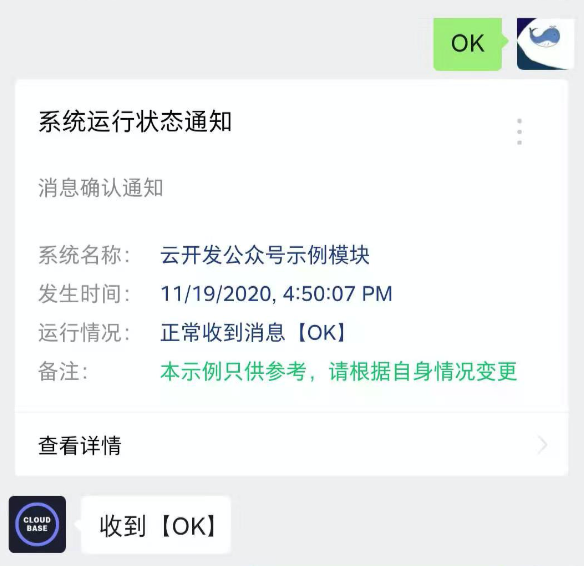 OK
系统运行状态通知
消息确认通知
系统名称： 云开发公众号示例模块
发生时间： 11/19/2020, 4:50:07 PM
运行情况： 正常收到消息【OK】
备注： 本示例只供参考，请根据自身情况变更
查看详情
CLOUD
BASE
收到【OK】